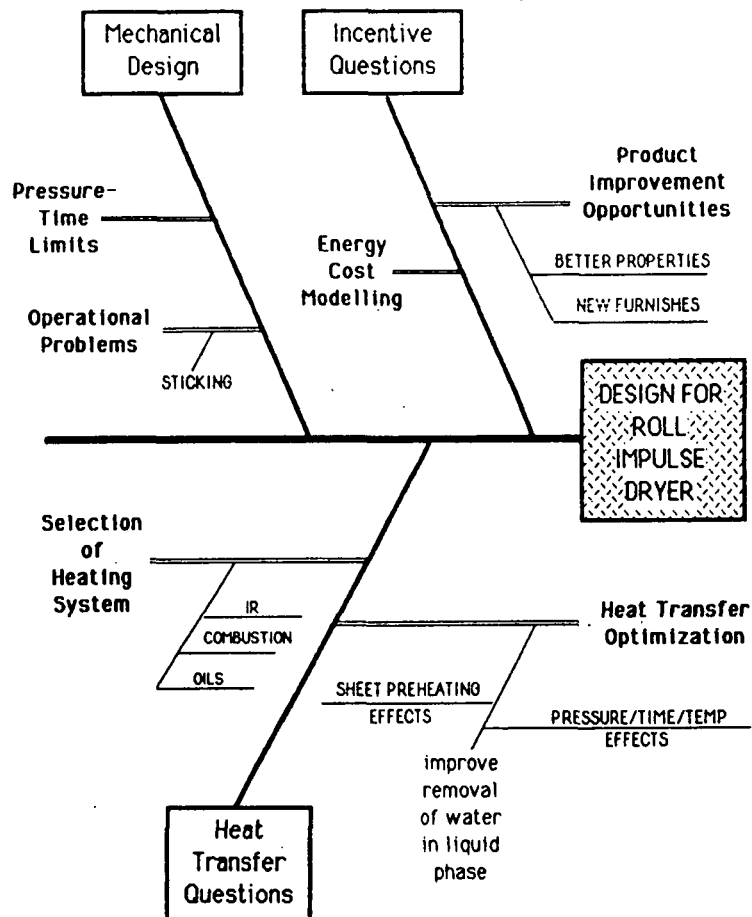 Mechanical
Design
Incentive
Questions
Pressure-
Time
Limits
Product
Improvement
Opportunities
Energy
Cost
Modelling
BETTER PROPERTIES
NEW FURNISHES
Operational
Problems
STICKING
DESIGN FOR
ROLL
IMPULSE
DRYER
Selection
of
Heating
System
IR
COMBUSTION
OILS
Heat Transfer
Optimization
SHEET PREHEATING
EFFECTS
PRESSURE/TIME/TEMP
EFFECTS
improve
removal
of water
in liquid
phase
Heat
Transfer
Questions